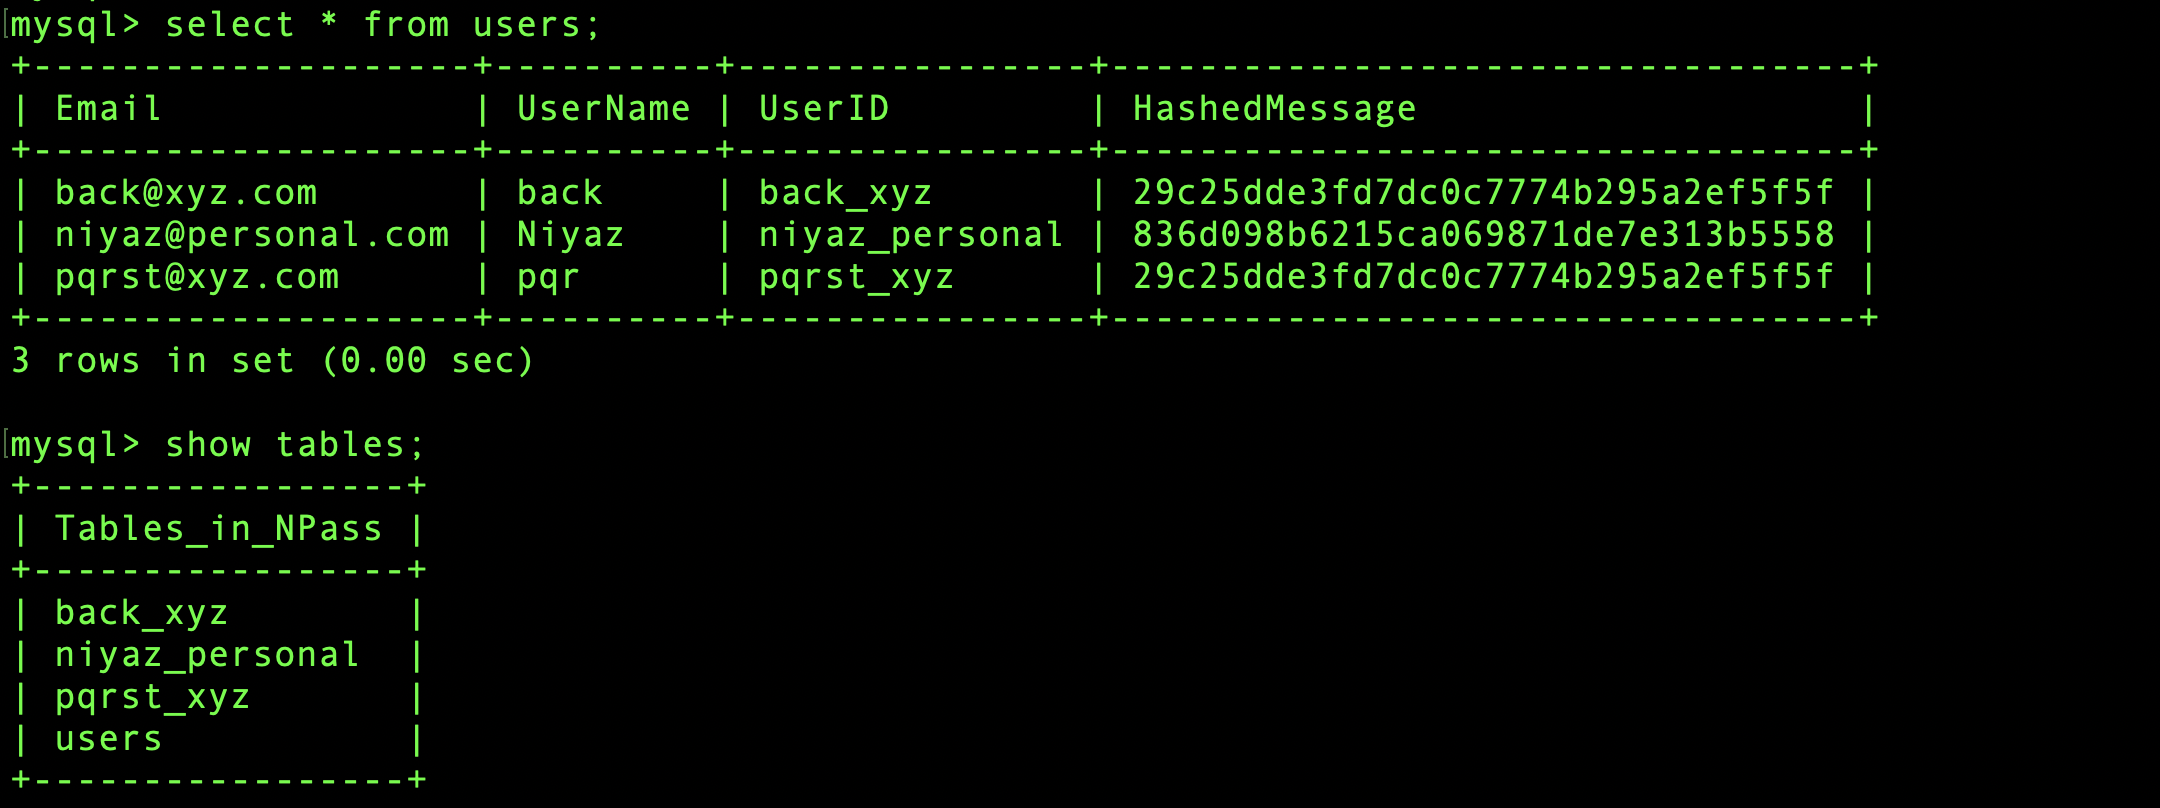 mysql> select * from users;
+--------------------+----------+----------------+----------------------------------+
| Email              | UserName | UserID         | HashedMessage                    |
+--------------------+----------+----------------+----------------------------------+
| back@xyz.com       | back     | back_xyz       | 29c25dde3fd7dc0c7774b295a2ef5f5f |
| niyaz@personal.com | Niyaz    | niyaz_personal | 836d098b6215ca069871de7e313b5558 |
| pqrst@xyz.com      | pqr      | pqrst_xyz      | 29c25dde3fd7dc0c7774b295a2ef5f5f |
+--------------------+----------+----------------+----------------------------------+
3 rows in set (0.00 sec)
mysql> show tables;
+-----------------+
| Tables_in_NPass |
+-----------------+
| back_xyz        |
| niyaz_personal  |
| pqrst_xyz       |
| users           |
+-----------------+